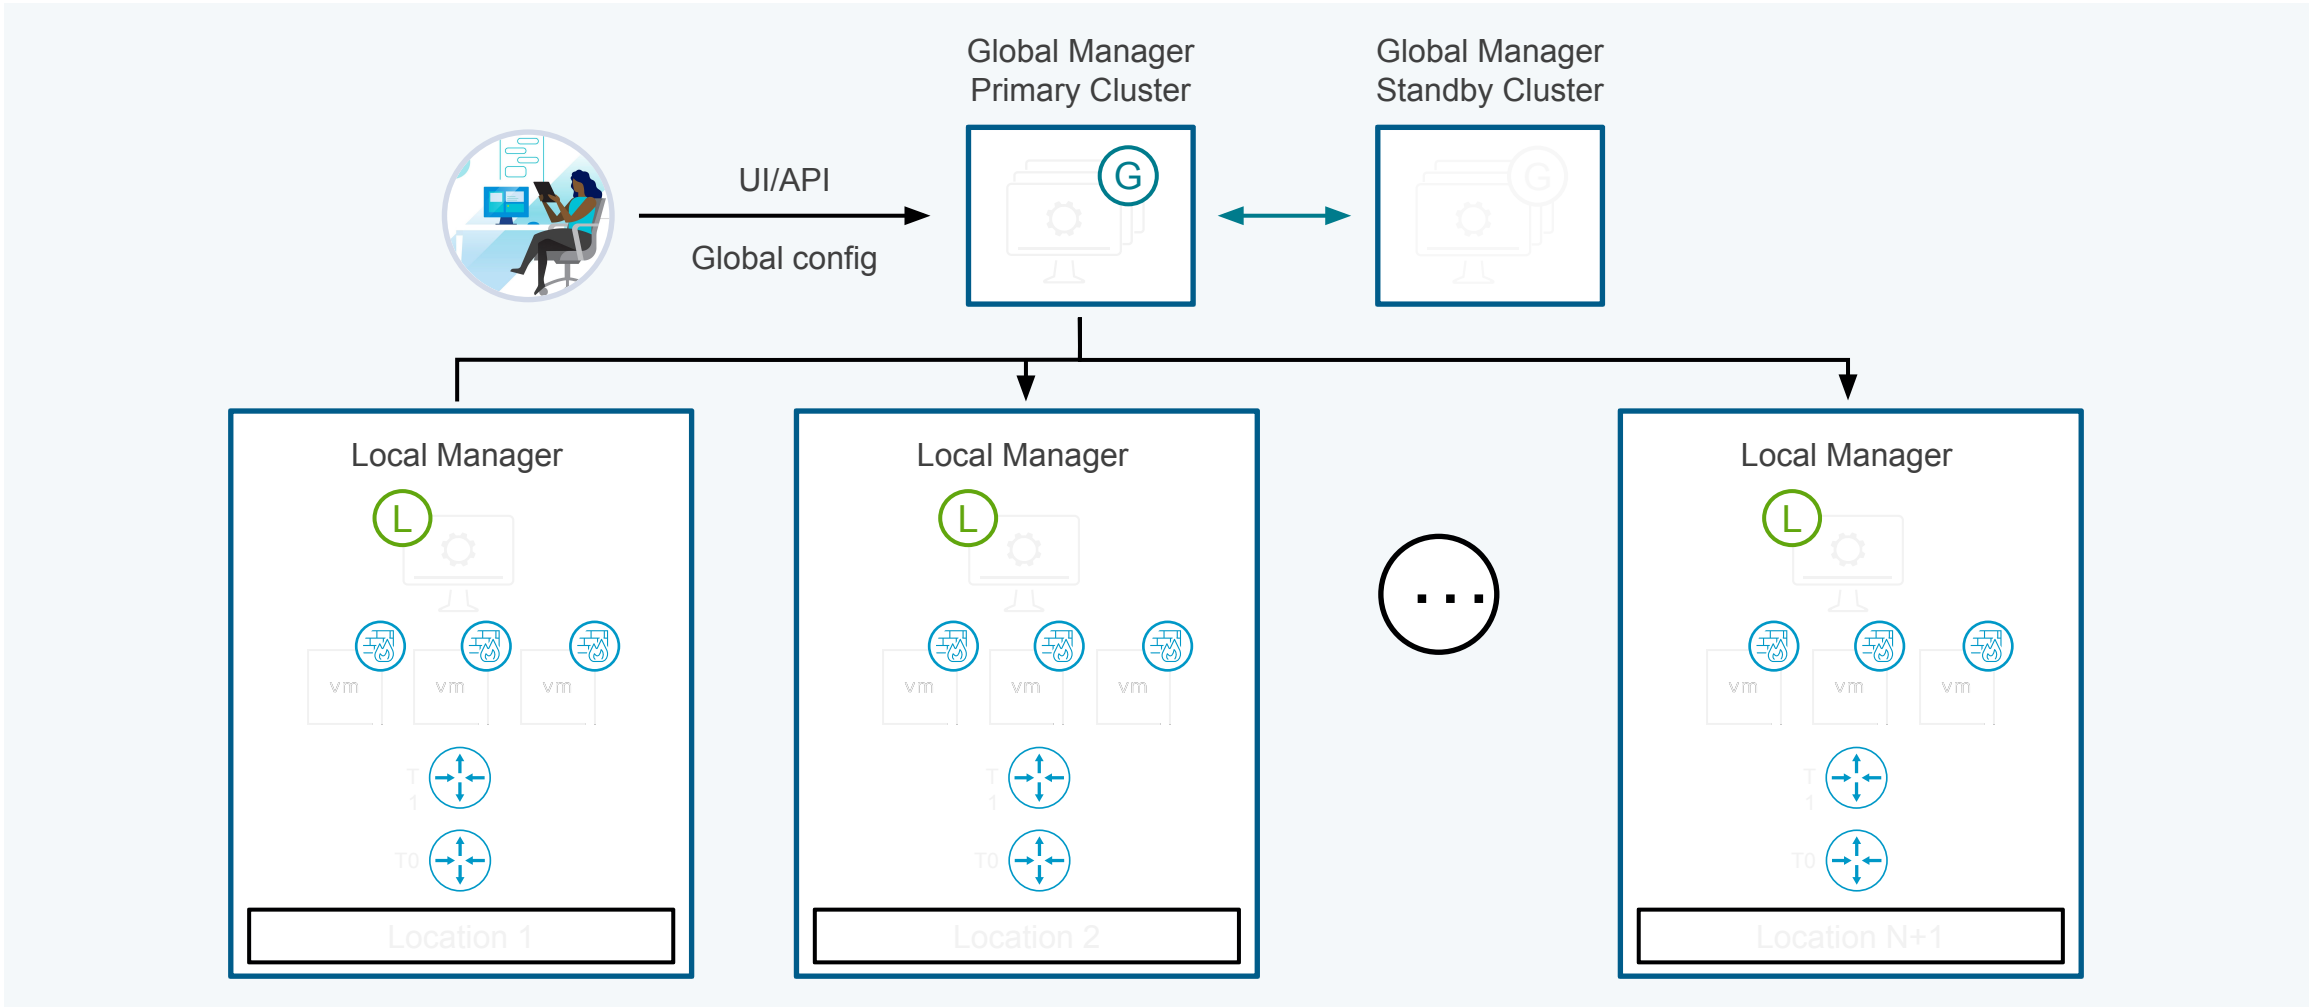 Global Manager
Primary Cluster
Global Manager
Standby Cluster
G
G
UI/API
Global config
Local Manager
L
vm
vm
vm
T
1
T0
Location 1
Local Manager
L
vm
vm
vm
T
1
T0
Location 2
...
Local Manager
L
vm
vm
vm
T
1
T0
Location N+1